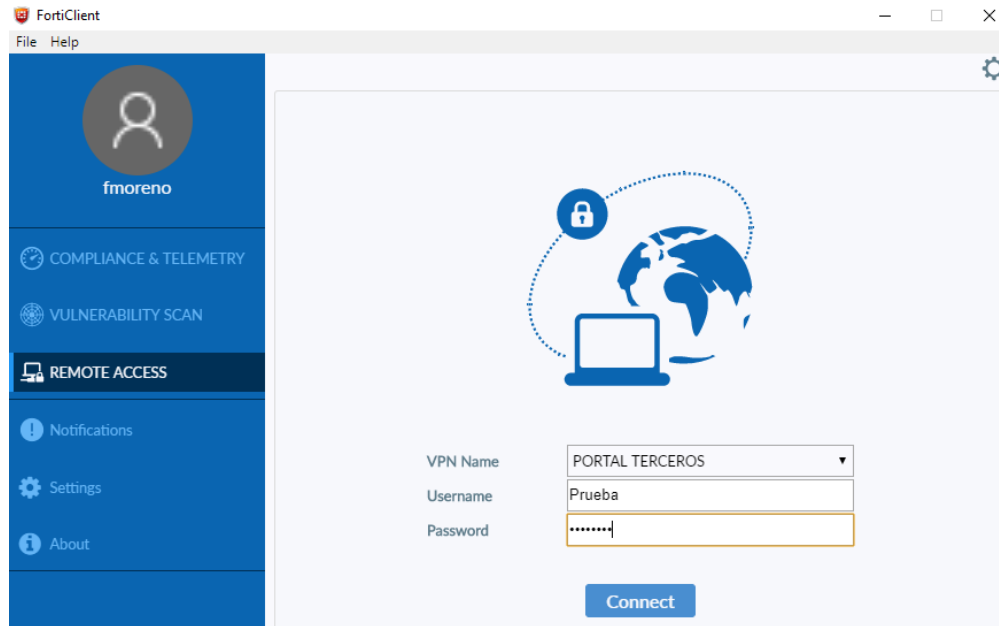 FortiClient
File Help
fmoreno
COMPLIANCE & TELEMETRY
VULNERABILITY SCAN
REMOTE ACCESS
Notifications
Settings
About
VPN Name PORTAL TERCEROS
Username Prueba
Password ••••••••
Connect